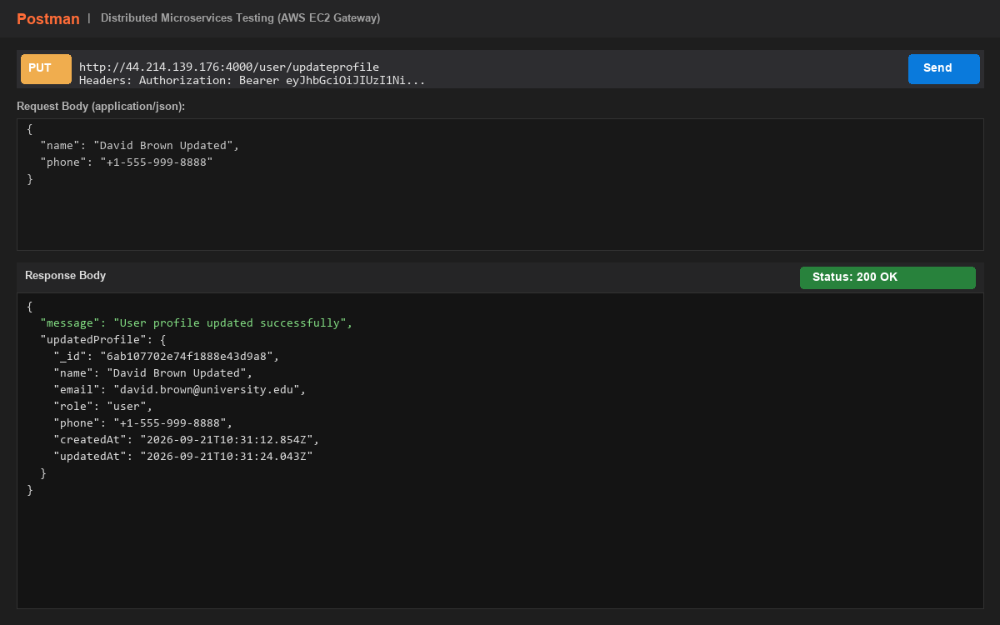 Postman | Distributed Microservices Testing (AWS EC2 Gateway)
PUT http://44.214.139.176:4000/user/updateprofile Send
Headers: Authorization: Bearer eyJhbGciOiJIUzI1Ni...
Request Body (application/json):
{
  "name": "David Brown Updated",
  "phone": "+1-555-999-8888"
}
Response Body Status: 200 OK
{
  "message": "User profile updated successfully",
  "updatedProfile": {
    "_id": "6ab107702e74f1888e43d9a8",
    "name": "David Brown Updated",
    "email": "david.brown@university.edu",
    "role": "user",
    "phone": "+1-555-999-8888",
    "createdAt": "2026-09-21T10:31:12.854Z",
    "updatedAt": "2026-09-21T10:31:24.043Z"
  }
}